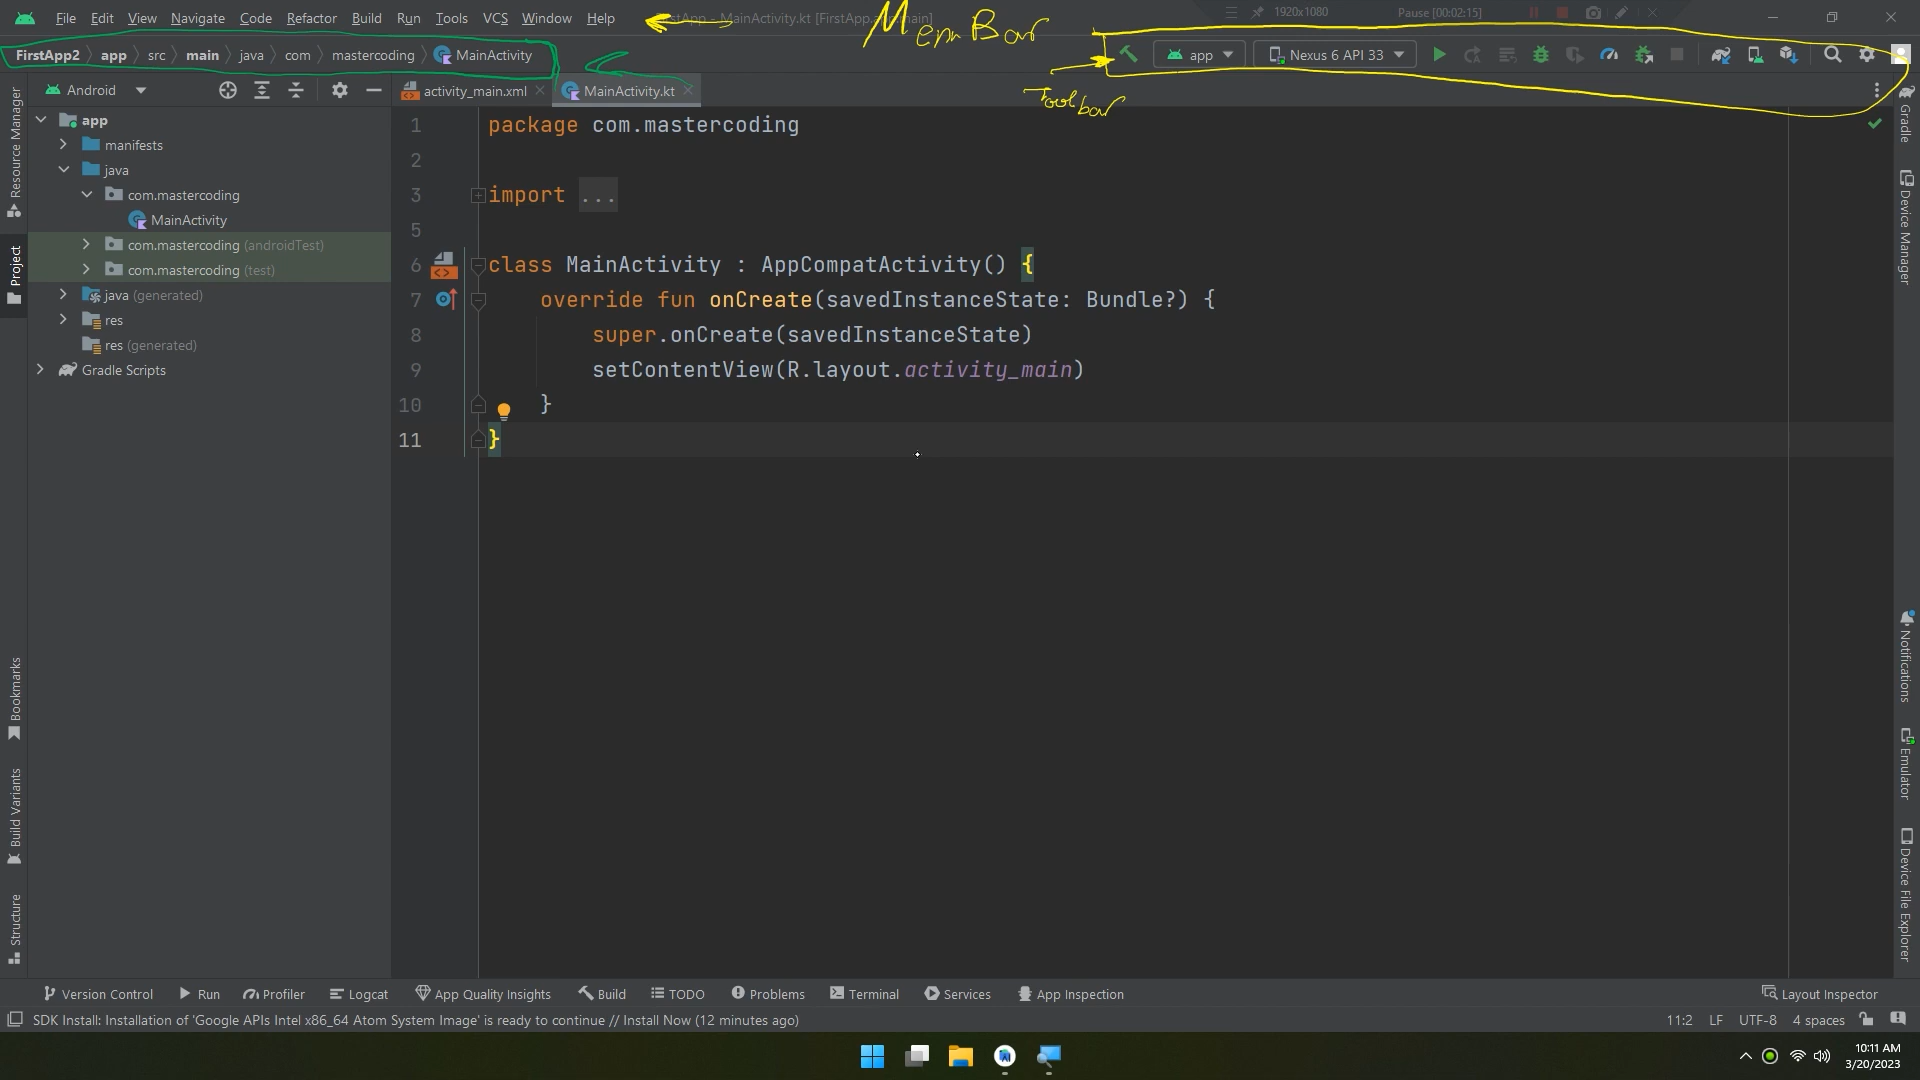 File Edit View Navigate Code Refactor Build Run Tools VCS Window Help
MainActivity.kt [FirstApp
Menu Bar
1920x1080
Pause [00:02:15]
FirstApp2 app src main java com mastercoding MainActivity
app
Nexus 6 API 33
Toolbar
Android
activity_main.xml
MainActivity.kt
app
manifests
java
com.mastercoding
MainActivity
com.mastercoding (androidTest)
com.mastercoding (test)
java (generated)
res
res (generated)
Gradle Scripts
1 package com.mastercoding
2
3 import ...
5
6 class MainActivity : AppCompatActivity() {
7 override fun onCreate(savedInstanceState: Bundle?) {
8 super.onCreate(savedInstanceState)
9 setContentView(R.layout.activity_main)
10 }
11 }
Resource Manager
Project
Bookmarks
Build Variants
Structure
Gradle
Device Manager
Notifications
Emulator
Device File Explorer
Version Control Run Profiler Logcat App Quality Insights Build TODO Problems Terminal Services App Inspection Layout Inspector
SDK Install: Installation of 'Google APIs Intel x86_64 Atom System Image' is ready to continue // Install Now (12 minutes ago)
11:2 LF UTF-8 4 spaces
10:11 AM
3/20/2023